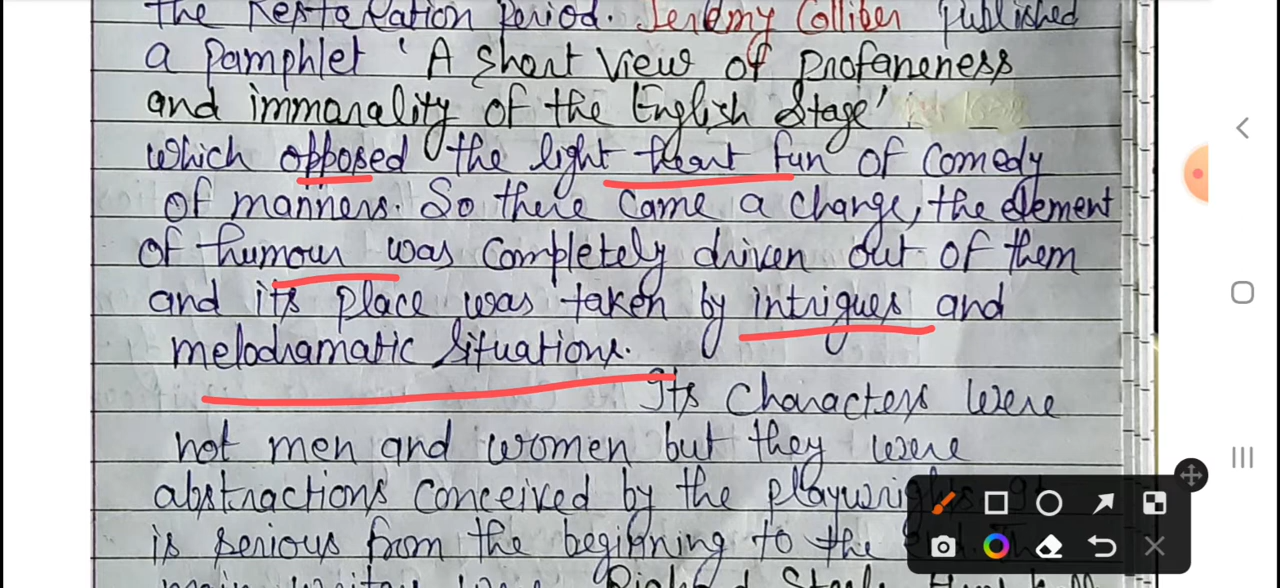 the Restoration Period. Jeremy Collier published
a Pamphlet 'A Short View of Profaneness
and immorality of the English Stage'
which opposed the light heart fun of Comedy
of manners. So there came a change, the element
of humour was completely driven out of them
and its place was taken by intrigues and
melodramatic situations.
Its characters were
not men and women but they were
abstractions conceived by the playwrights It
is serious from the beginning to the